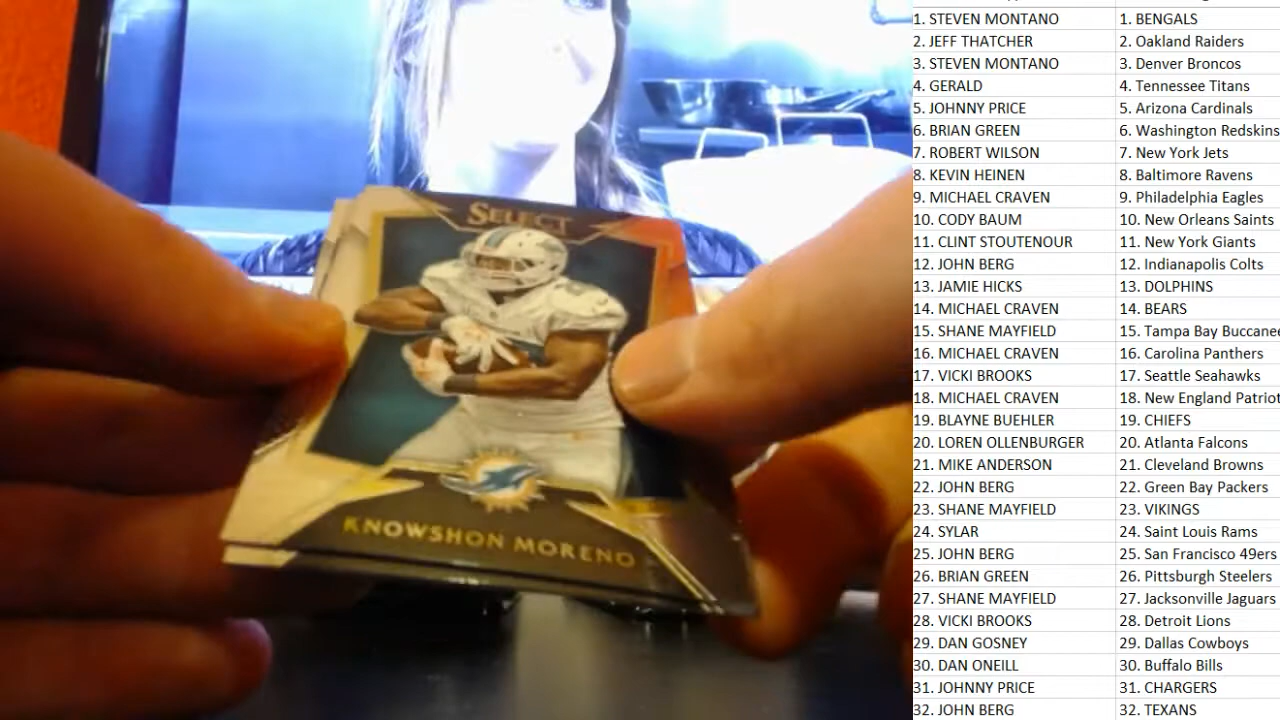 SELECT
KNOWSHON MORENO
1. STEVEN MONTANO 1. BENGALS
2. JEFF THATCHER 2. Oakland Raiders
3. STEVEN MONTANO 3. Denver Broncos
4. GERALD 4. Tennessee Titans
5. JOHNNY PRICE 5. Arizona Cardinals
6. BRIAN GREEN 6. Washington Redskins
7. ROBERT WILSON 7. New York Jets
8. KEVIN HEINEN 8. Baltimore Ravens
9. MICHAEL CRAVEN 9. Philadelphia Eagles
10. CODY BAUM 10. New Orleans Saints
11. CLINT STOUTENOUR 11. New York Giants
12. JOHN BERG 12. Indianapolis Colts
13. JAMIE HICKS 13. DOLPHINS
14. MICHAEL CRAVEN 14. BEARS
15. SHANE MAYFIELD 15. Tampa Bay Buccanee
16. MICHAEL CRAVEN 16. Carolina Panthers
17. VICKI BROOKS 17. Seattle Seahawks
18. MICHAEL CRAVEN 18. New England Patriot
19. BLAYNE BUEHLER 19. CHIEFS
20. LOREN OLLENBURGER 20. Atlanta Falcons
21. MIKE ANDERSON 21. Cleveland Browns
22. JOHN BERG 22. Green Bay Packers
23. SHANE MAYFIELD 23. VIKINGS
24. SYLAR 24. Saint Louis Rams
25. JOHN BERG 25. San Francisco 49ers
26. BRIAN GREEN 26. Pittsburgh Steelers
27. SHANE MAYFIELD 27. Jacksonville Jaguars
28. VICKI BROOKS 28. Detroit Lions
29. DAN GOSNEY 29. Dallas Cowboys
30. DAN ONEILL 30. Buffalo Bills
31. JOHNNY PRICE 31. CHARGERS
32. JOHN BERG 32. TEXANS